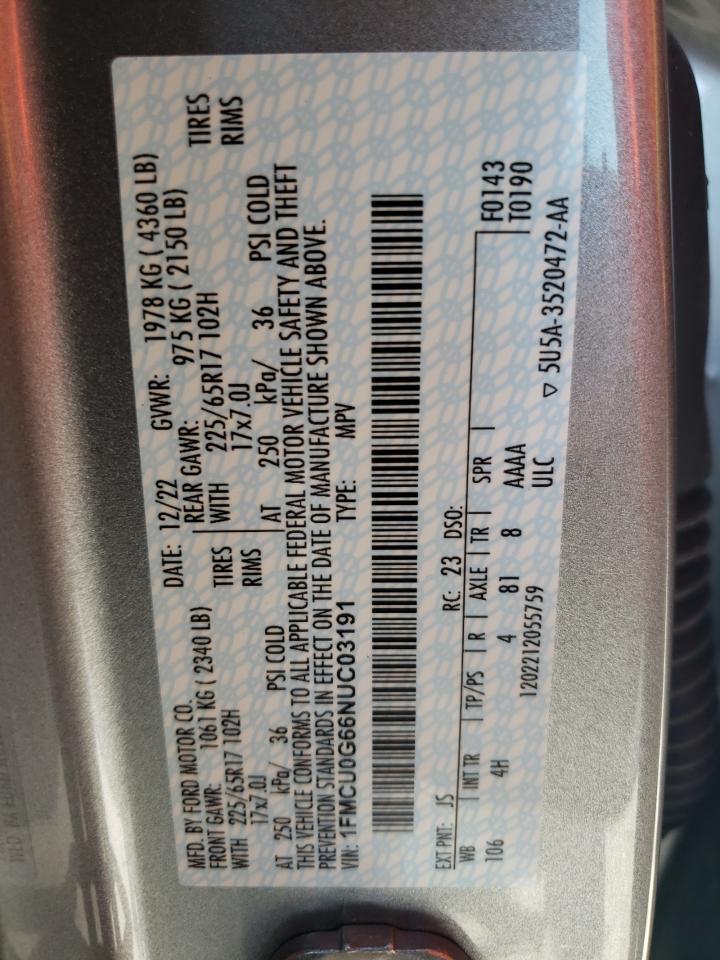 MFD. BY FORD MOTOR CO. DATE: 12/22 GVWR: 1978 KG ( 4360 LB)
FRONT GAWR: 1061 KG ( 2340 LB) REAR GAWR: 975 KG ( 2150 LB)
WITH 225/65R17 102H TIRES WITH 225/65R17 102H TIRES
17x7.0J RIMS 17x7.0J RIMS
AT 250 kPa/ 36 PSI COLD AT 250 kPa/ 36 PSI COLD
THIS VEHICLE CONFORMS TO ALL APPLICABLE FEDERAL MOTOR VEHICLE SAFETY AND THEFT
PREVENTION STANDARDS IN EFFECT ON THE DATE OF MANUFACTURE SHOWN ABOVE.
VIN: 1FMCU0G66NUC03191 TYPE: MPV
EXT PNT: JS RC: 23 DSO: F0143
WB INT TR TP/PS R AXLE TR SPR T0190
106 4H 4 81 8 AAAA
1202212055759 ULC ▽ 5U5A-3520472-AA